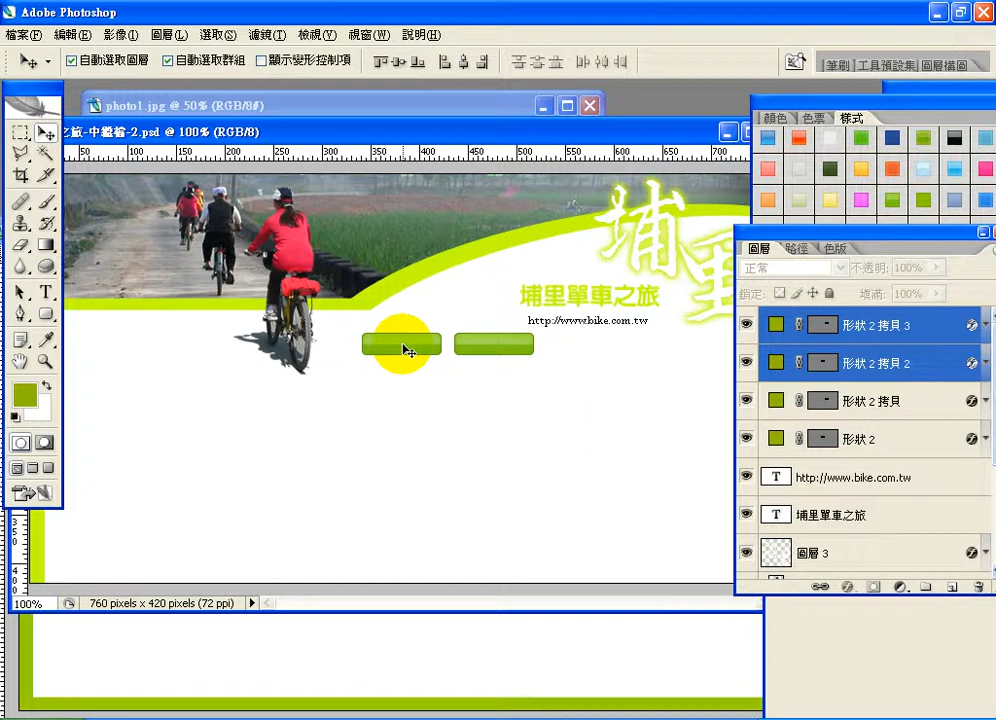 Adobe Photoshop
檔案(F) 編輯(E) 影像(I) 圖層(L) 選取(S) 濾鏡(T) 檢視(V) 視窗(W) 說明(H)
自動選取圖層 自動選取群組 顯示變形控制項
筆刷 工具預設集 圖層構圖
photo1.jpg @ 50% (RGB/8#)
之旅-中繼檔-2.psd @ 100% (RGB/8)
顏色 色票 樣式
50 100 150 200 250 300 350 400 450 500 550 600 650 700
埔里
圖層 路徑 色版
正常 不透明: 100%
鎖定: 填滿: 100%
埔里單車之旅
http://www.bike.com.tw
形狀 2 拷貝 3
形狀 2 拷貝 2
形狀 2 拷貝
形狀 2
T http://www.bike.com.tw
T 埔里單車之旅
圖層 3
100% 760 pixels x 420 pixels (72 ppi)